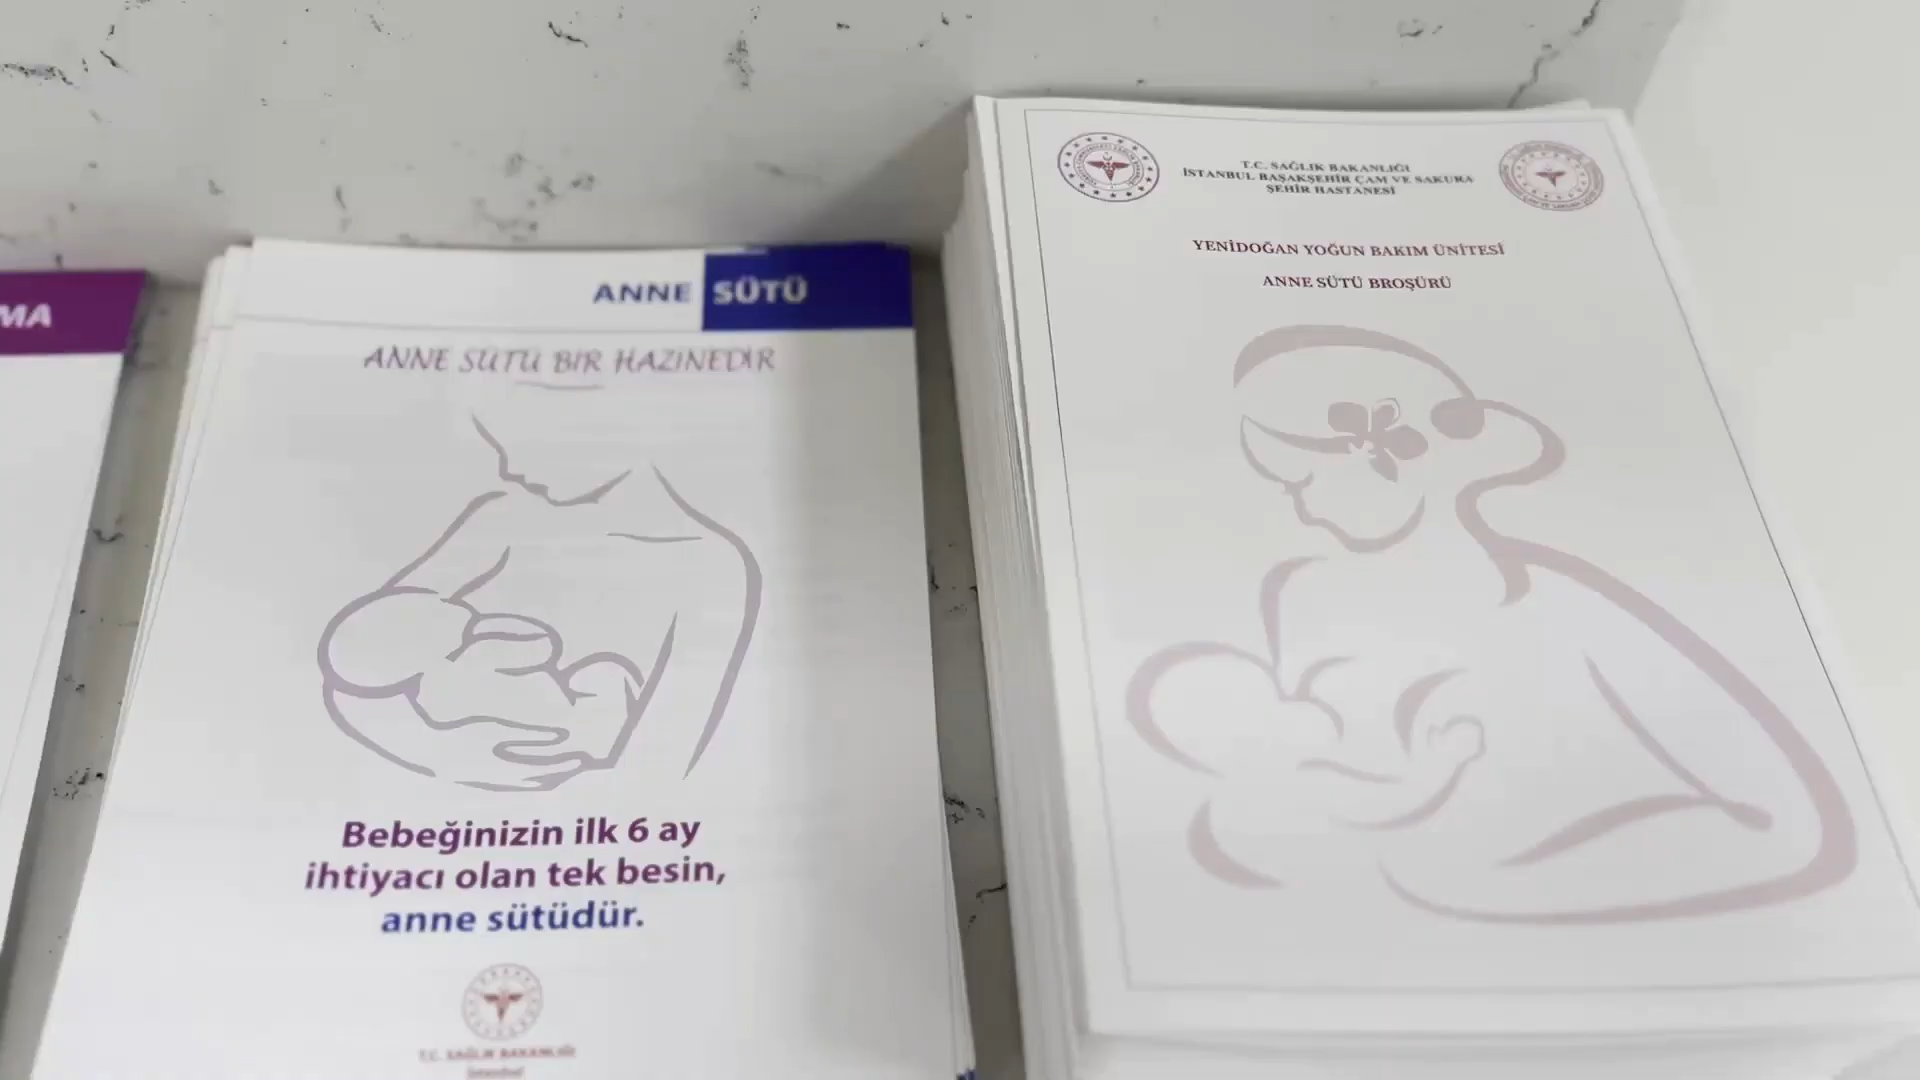 MA
ANNE SÜTÜ
ANNE SÜTÜ BİR HAZİNEDİR
Bebeğinizin ilk 6 ay
ihtiyacı olan tek besin,
anne sütüdür.
T.C. SAĞLIK BAKANLIĞI
İstanbul
T.C. SAĞLIK BAKANLIĞI
İSTANBUL BAŞAKŞEHİR ÇAM VE SAKURA
ŞEHİR HASTANESİ
YENİDOĞAN YOĞUN BAKIM ÜNİTESİ
ANNE SÜTÜ BROŞÜRÜ